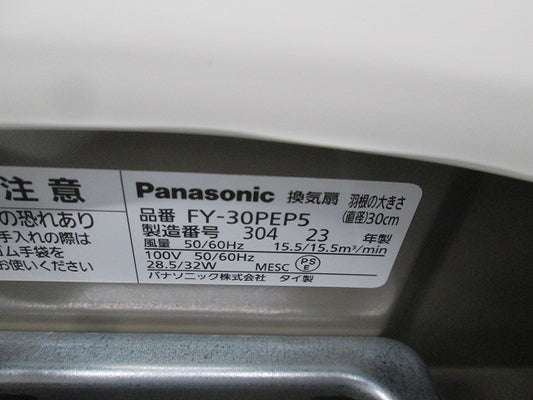 注意
の恐れあり
手入れの際は
ム手袋を
お使いください
Panasonic 換気扇 羽根の大きさ (直径)30cm
品番 FY-30PEP5
製造番号 304 23 年製
風量 50/60Hz 15.5/15.5m³/min
100V 50/60Hz
28.5/32W MESC PSE
パナソニック株式会社 タイ製